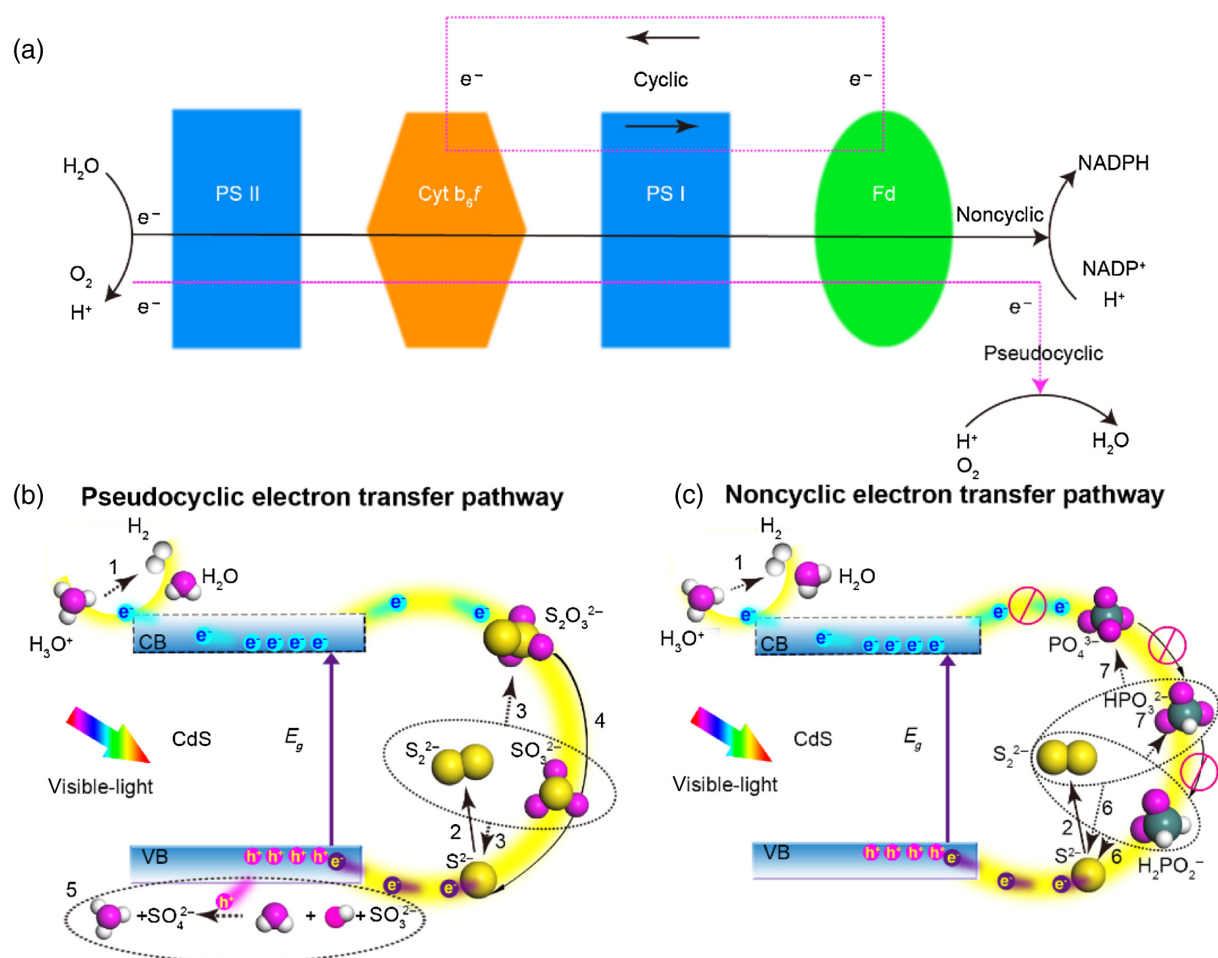 (a)
e⁻
Cyclic
e⁻
H₂O
PS II
Cyt b₆f
PS I
Fd
NADPH
e⁻
Noncyclic
O₂
H⁺
e⁻
e⁻
NADP⁺
H⁺
Pseudocyclic
H⁺
O₂
H₂O
(b)
Pseudocyclic electron transfer pathway
H₂
1
H₂O
H₃O⁺
e⁻
CB
e⁻
e⁻ e⁻ e⁻ e⁻
e⁻
e⁻
S₂O₃²⁻
3
4
CdS
E_g
S₂²⁻
SO₃²⁻
Visible-light
2
3
VB
h⁺ h⁺ h⁺ h⁺
e⁻
e⁻
e⁻
S²⁻
5
h⁺
+SO₄²⁻
+
+ SO₃²⁻
(c)
Noncyclic electron transfer pathway
H₂
1
H₂O
H₃O⁺
e⁻
CB
e⁻
e⁻ e⁻ e⁻ e⁻
e⁻
e⁻
PO₄³⁻
7
HPO₃²⁻
7
CdS
E_g
S₂²⁻
Visible-light
2
6
6
VB
h⁺ h⁺ h⁺ h⁺
e⁻
e⁻
e⁻
S²⁻
H₂PO₂⁻